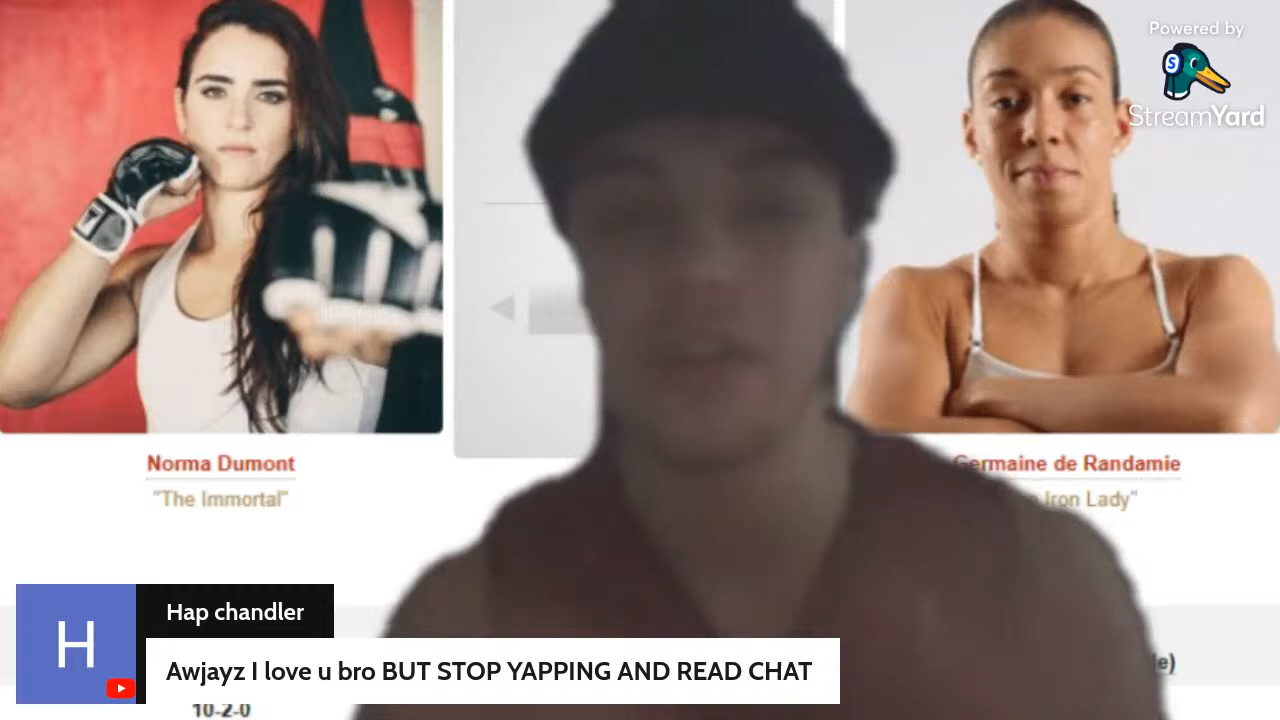 Powered by
StreamYard
S
Norma Dumont
Germaine de Randamie
"The Immortal"
Iron Lady"
H
Hap chandler
Awjayz I love u bro BUT STOP YAPPING AND READ CHAT
10-2-0